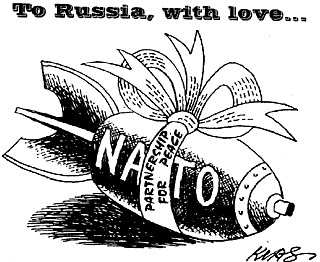 To Russia, with love...
NATO
PARTNERSHIP
FOR PEACE